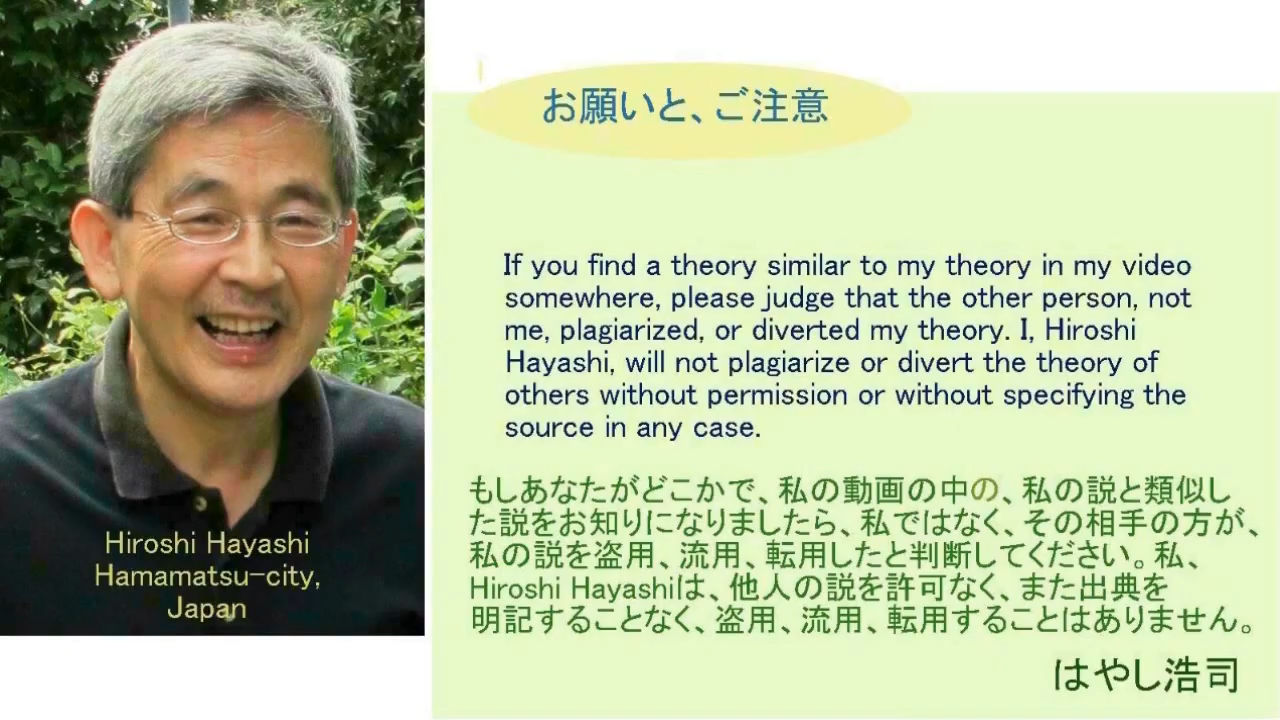 お願いと、ご注意
If you find a theory similar to my theory in my video
somewhere, please judge that the other person, not
me, plagiarized, or diverted my theory. I, Hiroshi
Hayashi, will not plagiarize or divert the theory of
others without permission or without specifying the
source in any case.
もしあなたがどこかで、私の動画の中の、私の説と類似し
た説をお知りになりましたら、私ではなく、その相手の方が、
私の説を盗用、流用、転用したと判断してください。私、
Hiroshi Hayashiは、他人の説を許可なく、また出典を
明記することなく、盗用、流用、転用することはありません。
はやし浩司
Hiroshi Hayashi
Hamamatsu-city,
Japan